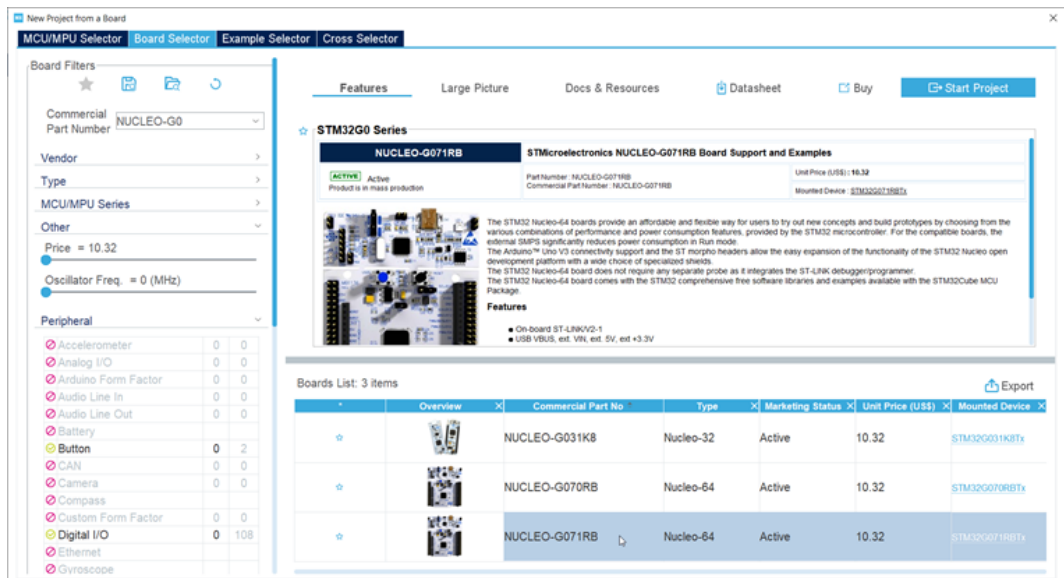 New Project from a Board
MCU/MPU Selector Board Selector Example Selector Cross Selector
Board Filters
Commercial Part Number NUCLEO-G0
Vendor
Type
MCU/MPU Series
Other
Price = 10.32
Oscillator Freq. = 0 (MHz)
Peripheral
Accelerometer 0 0
Analog I/O 0 0
Arduino Form Factor 0 0
Audio Line In 0 0
Audio Line Out 0 0
Battery
Button 0 2
CAN 0 0
Camera 0 0
Compass
Custom Form Factor 0 0
Digital I/O 0 108
Ethernet
Gyroscope
Features Large Picture Docs & Resources Datasheet Buy Start Project
STM32G0 Series
NUCLEO-G071RB STMicroelectronics NUCLEO-G071RB Board Support and Examples
ACTIVE Active
Product is in mass production
Part Number : NUCLEO-G071RB
Commercial Part Number : NUCLEO-G071RB
Unit Price (US$) : 10.32
Mounted Device : STM32G071RBTx
The STM32 Nucleo-64 boards provide an affordable and flexible way for users to try out new concepts and build prototypes by choosing from the
various combinations of performance and power consumption features, provided by the STM32 microcontroller. For the compatible boards, the
external SMPS significantly reduces power consumption in Run mode.
The Arduino™ Uno V3 connectivity support and the ST morpho headers allow the easy expansion of the functionality of the STM32 Nucleo open
development platform with a wide choice of specialized shields.
The STM32 Nucleo-64 board does not require any separate probe as it integrates the ST-LINK debugger/programmer.
The STM32 Nucleo-64 board comes with the STM32 comprehensive free software libraries and examples available with the STM32Cube MCU
Package.
Features
● On-board ST-LINK/V2-1
● USB VBUS, ext. VIN, ext. 5V, ext +3.3V
Boards List: 3 items
Export
* Overview Commercial Part No Type Marketing Status Unit Price (US$) Mounted Device
NUCLEO-G031K8 Nucleo-32 Active 10.32 STM32G031K8Tx
NUCLEO-G070RB Nucleo-64 Active 10.32 STM32G070RBTx
NUCLEO-G071RB Nucleo-64 Active 10.32 STM32G071RBTx